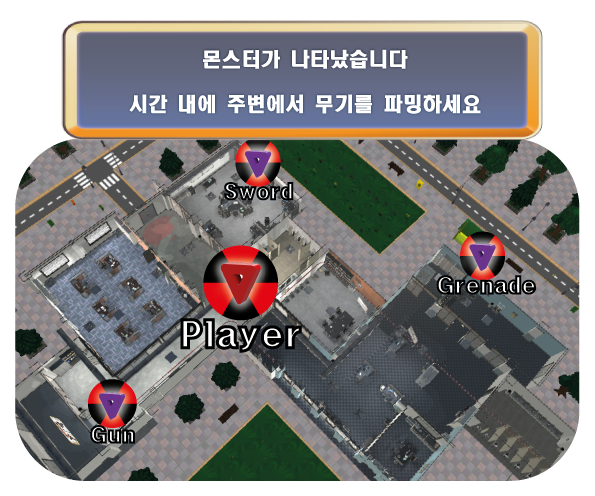 몬스터가 나타났습니다
시간 내에 주변에서 무기를 파밍하세요
Sword
Grenade
Player
Gun